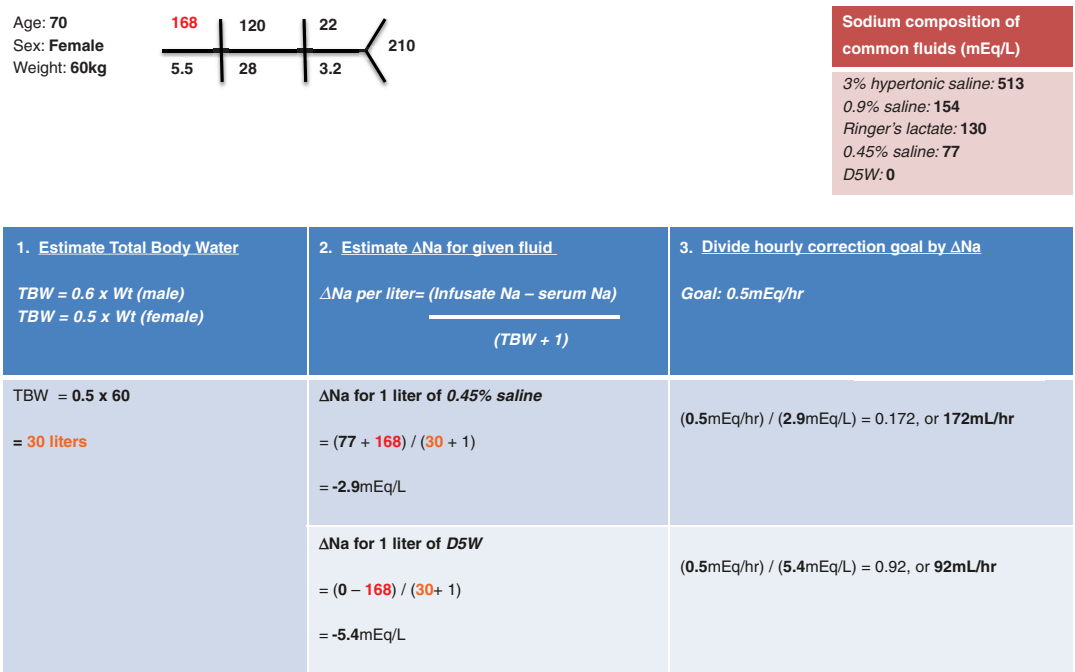 Age: 70
Sex: Female
Weight: 60kg
168 120 22
210
5.5 28 3.2
Sodium composition of
common fluids (mEq/L)
3% hypertonic saline: 513
0.9% saline: 154
Ringer's lactate: 130
0.45% saline: 77
D5W: 0
1. Estimate Total Body Water
TBW = 0.6 x Wt (male)
TBW = 0.5 x Wt (female)
2. Estimate ΔNa for given fluid
ΔNa per liter= (Infusate Na – serum Na)
(TBW + 1)
3. Divide hourly correction goal by ΔNa
Goal: 0.5mEq/hr
TBW = 0.5 x 60
= 30 liters
ΔNa for 1 liter of 0.45% saline
= (77 + 168) / (30 + 1)
= -2.9mEq/L
(0.5mEq/hr) / (2.9mEq/L) = 0.172, or 172mL/hr
ΔNa for 1 liter of D5W
= (0 – 168) / (30+ 1)
= -5.4mEq/L
(0.5mEq/hr) / (5.4mEq/L) = 0.92, or 92mL/hr